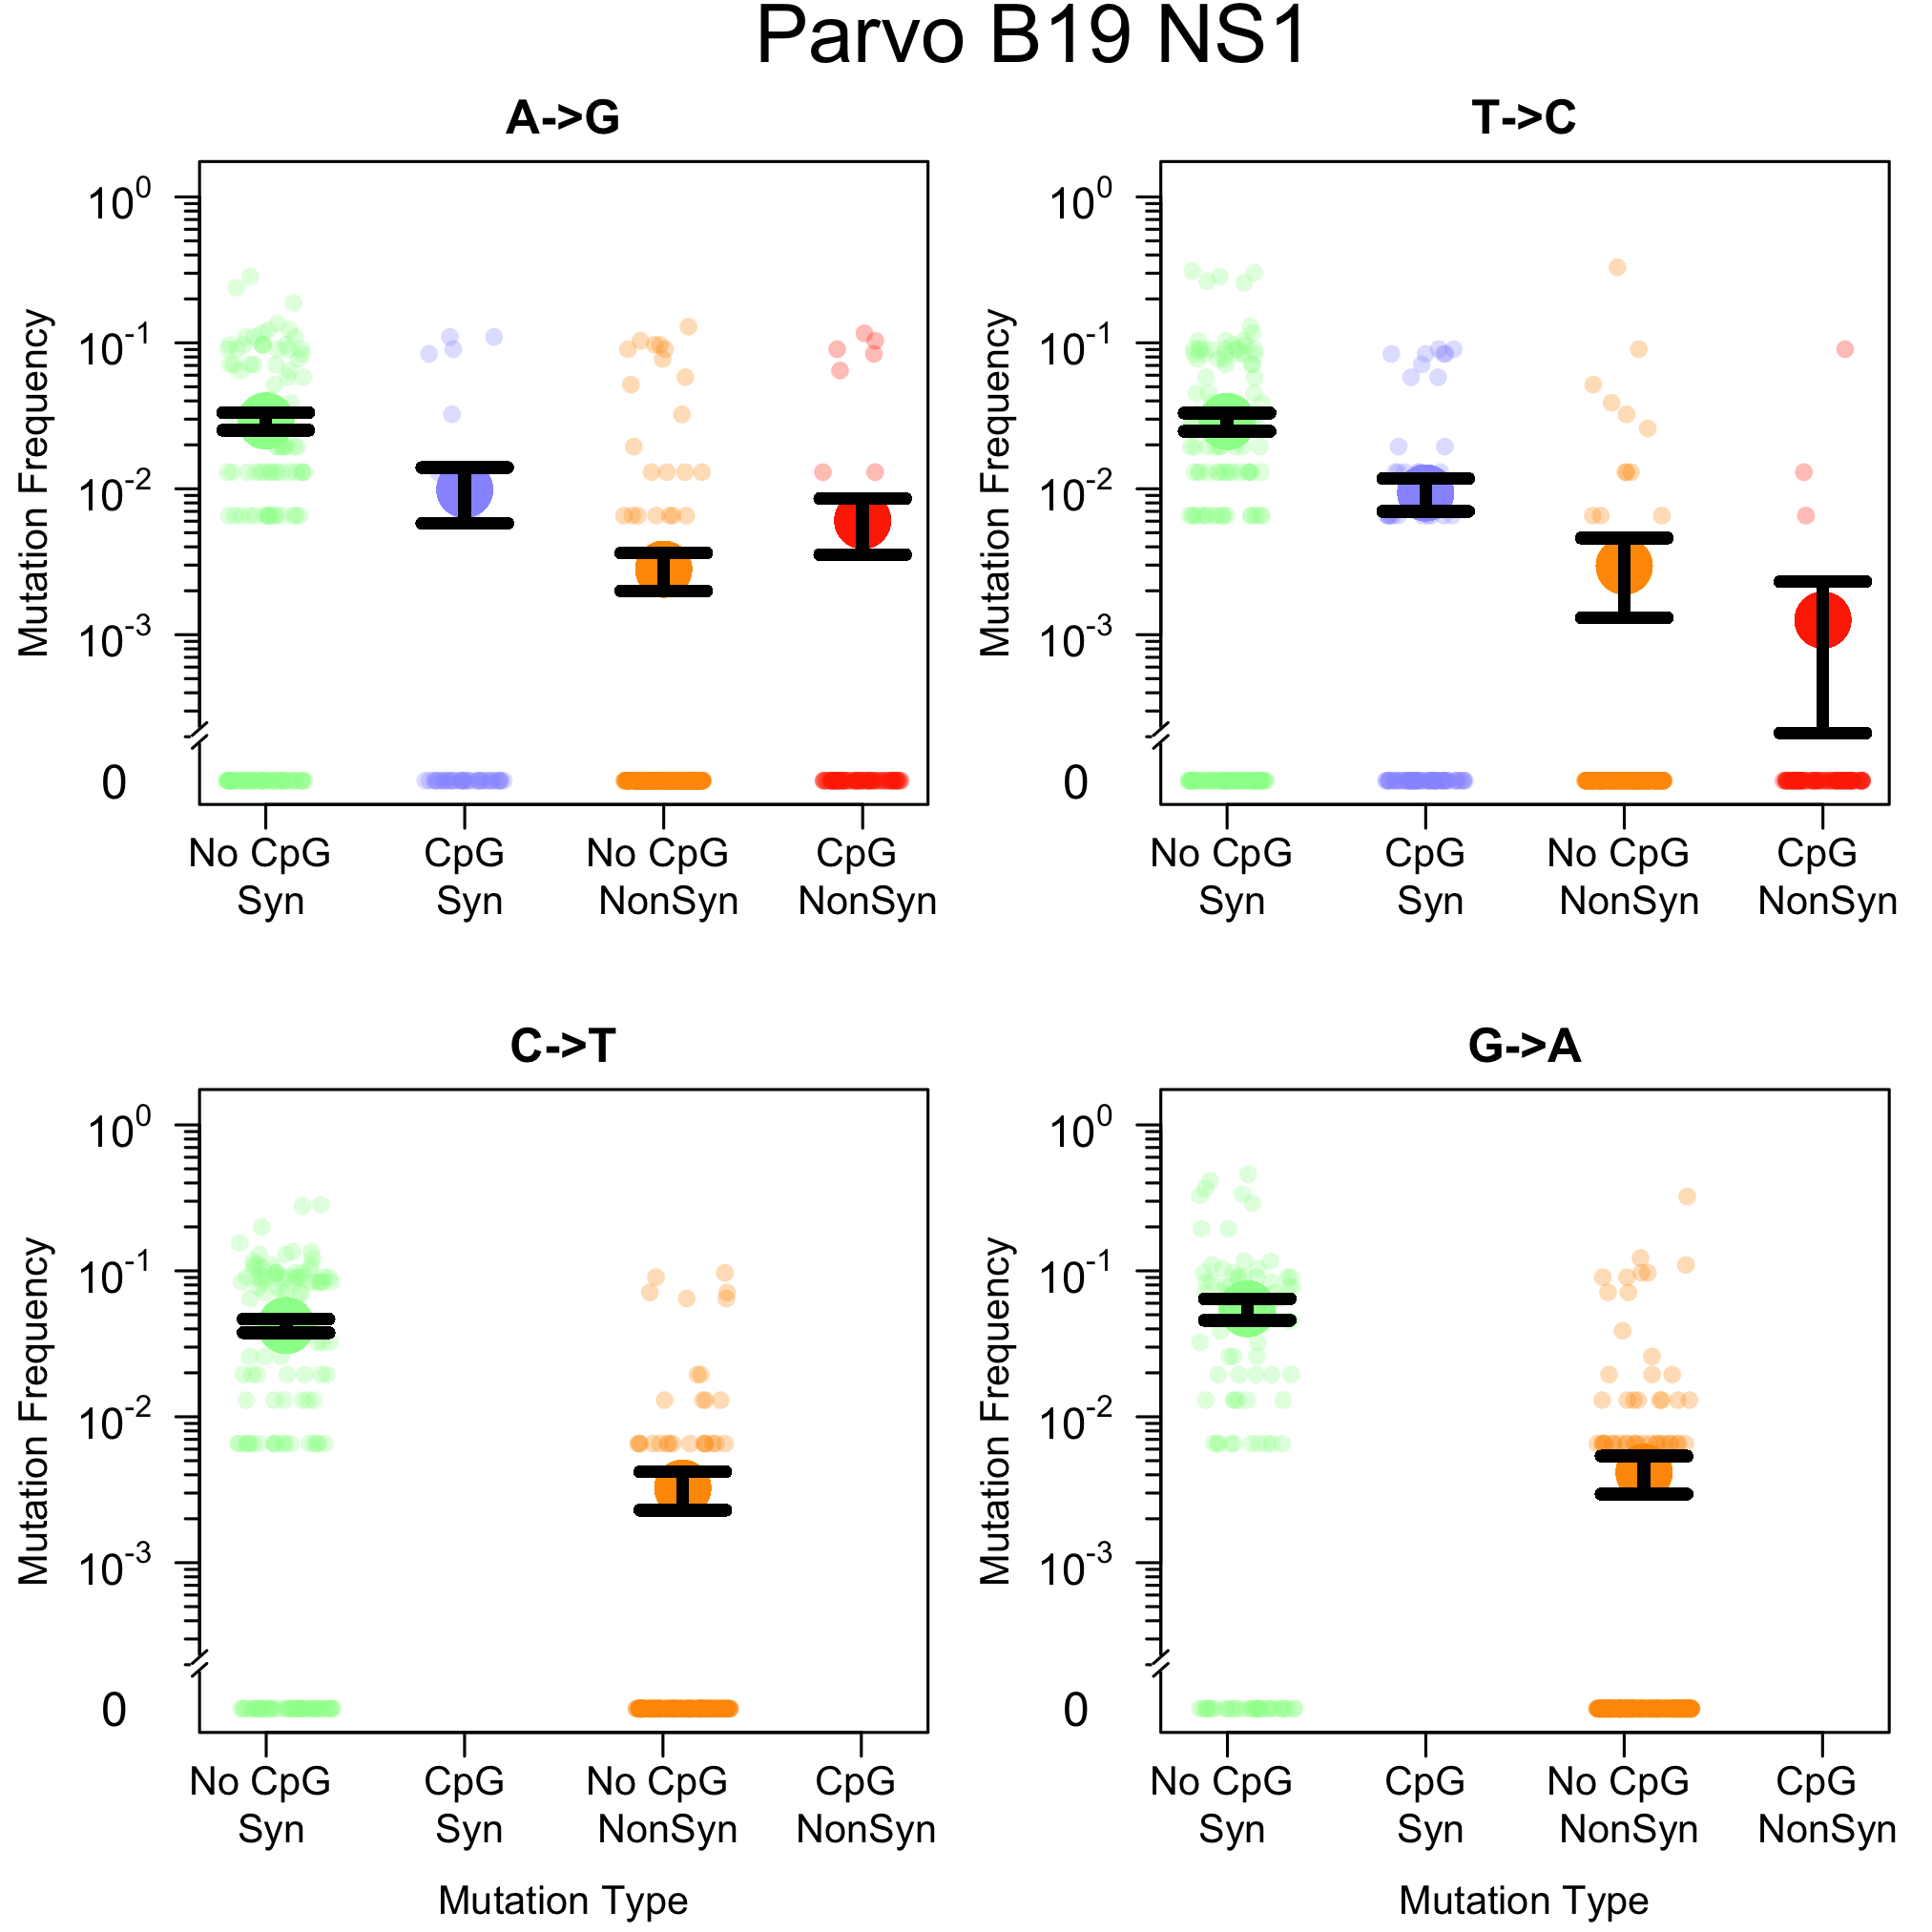 Parvo B19 NS1
A->G
Mutation Frequency
10^0
10^-1
10^-2
10^-3
0
No CpG Syn
CpG Syn
No CpG NonSyn
CpG NonSyn
T->C
Mutation Frequency
10^0
10^-1
10^-2
10^-3
0
No CpG Syn
CpG Syn
No CpG NonSyn
CpG NonSyn
C->T
Mutation Frequency
10^0
10^-1
10^-2
10^-3
0
No CpG Syn
CpG Syn
No CpG NonSyn
CpG NonSyn
Mutation Type
G->A
Mutation Frequency
10^0
10^-1
10^-2
10^-3
0
No CpG Syn
CpG Syn
No CpG NonSyn
CpG NonSyn
Mutation Type